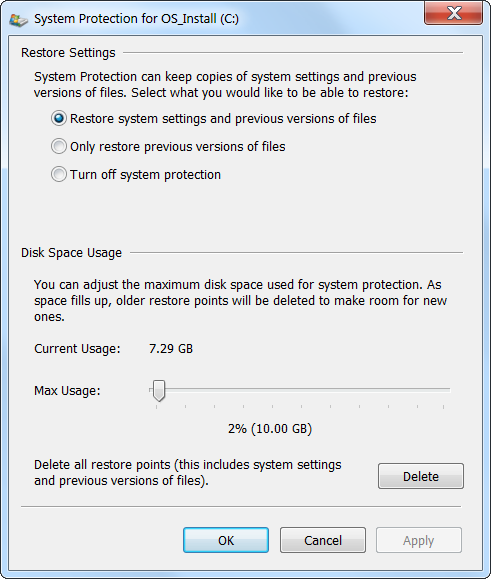 System Protection for OS_Install (C:)
Restore Settings
System Protection can keep copies of system settings and previous
versions of files. Select what you would like to be able to restore:
Restore system settings and previous versions of files
Only restore previous versions of files
Turn off system protection
Disk Space Usage
You can adjust the maximum disk space used for system protection. As
space fills up, older restore points will be deleted to make room for new
ones.
Current Usage: 7.29 GB
Max Usage:
2% (10.00 GB)
Delete all restore points (this includes system settings
and previous versions of files).
Delete
OK Cancel Apply